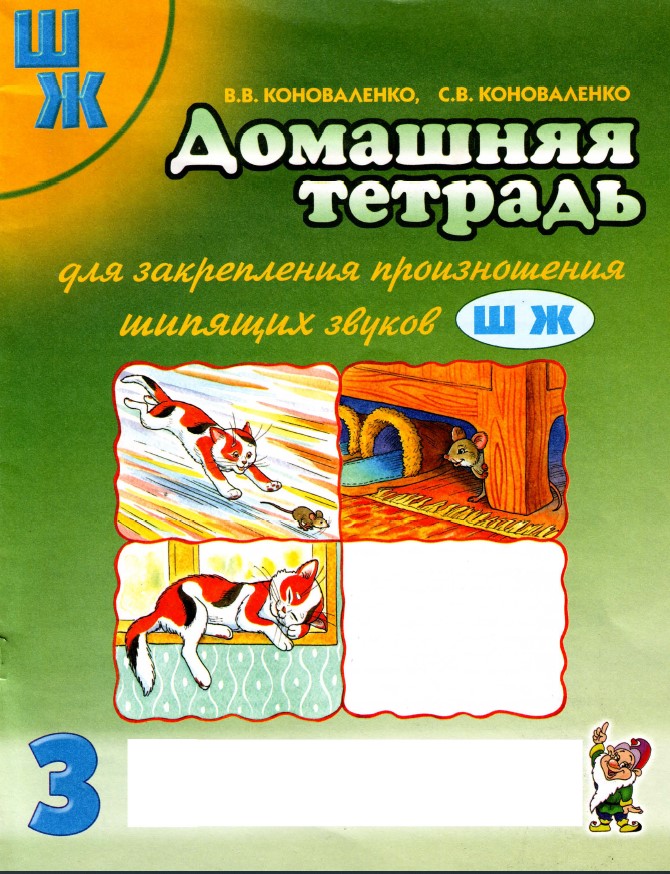 Ш
Ж
В.В. КОНОВАЛЕНКО, С.В. КОНОВАЛЕНКО
Домашняя
тетрадь
для закрепления произношения
шипящих звуков Ш Ж
3